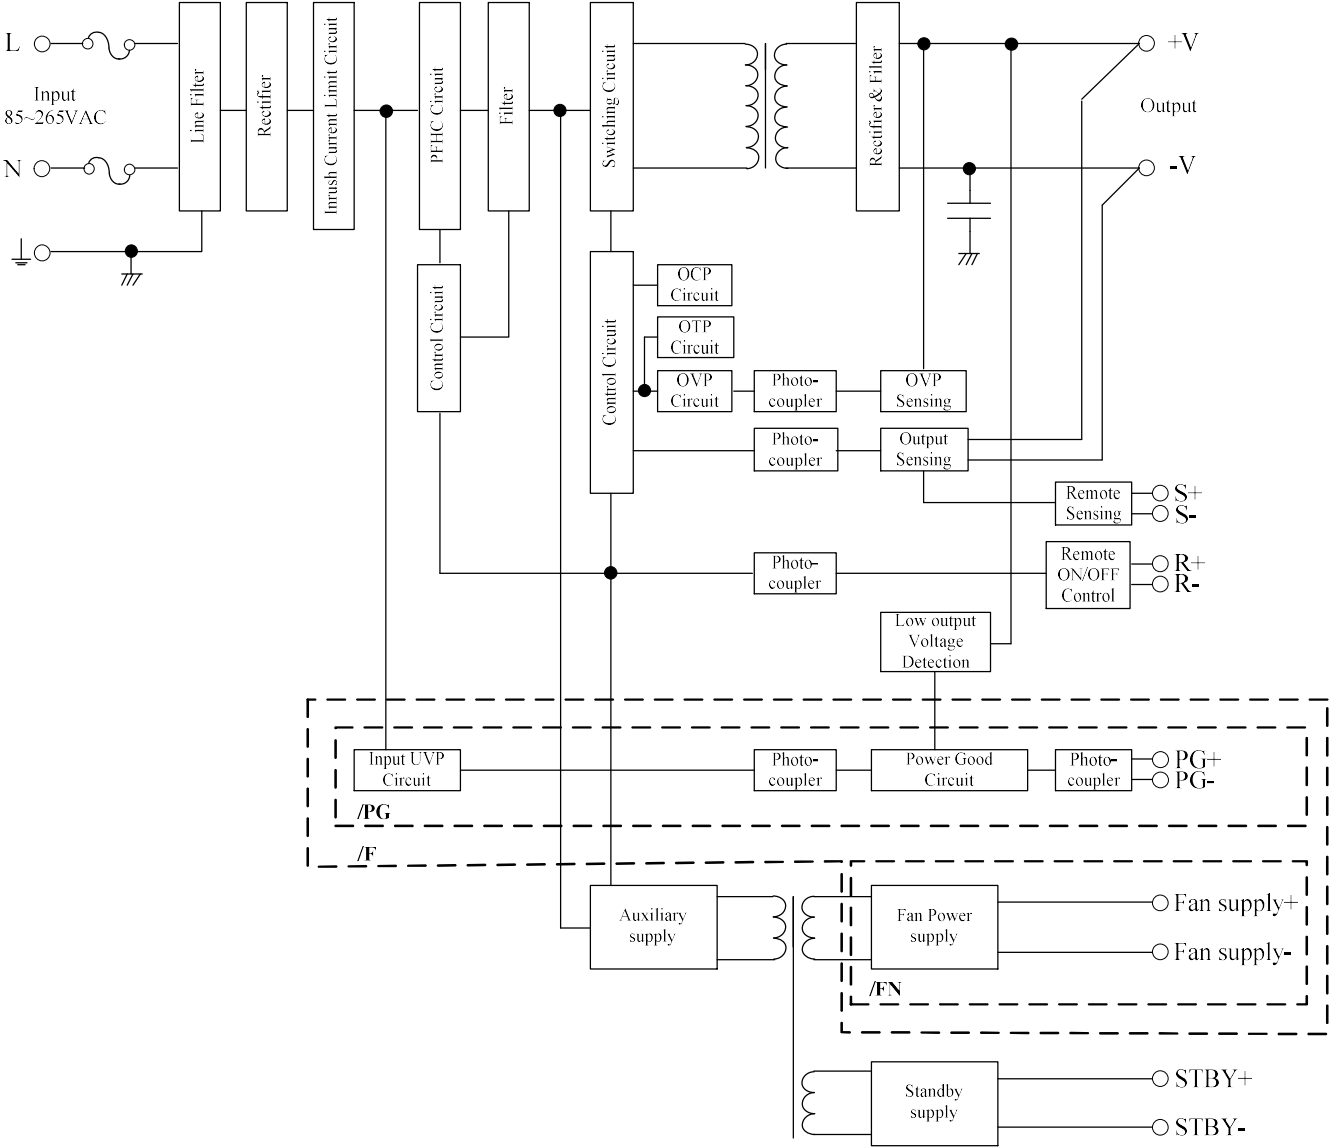 L
Input
85~265VAC
N
Line Filter
Rectifier
Inrush Current Limit Circuit
PFHC Circuit
Filter
Switching Circuit
Rectifier & Filter
+V
Output
-V
Control Circuit
Control Circuit
OCP
Circuit
OTP
Circuit
OVP
Circuit
Photo-
coupler
OVP
Sensing
Photo-
coupler
Output
Sensing
Remote
Sensing
S+
S-
Photo-
coupler
Remote
ON/OFF
Control
R+
R-
Low output
Voltage
Detection
Input UVP
Circuit
Photo-
coupler
Power Good
Circuit
Photo-
coupler
PG+
PG-
/PG
/F
Auxiliary
supply
Fan Power
supply
Fan supply+
Fan supply-
/FN
Standby
supply
STBY+
STBY-